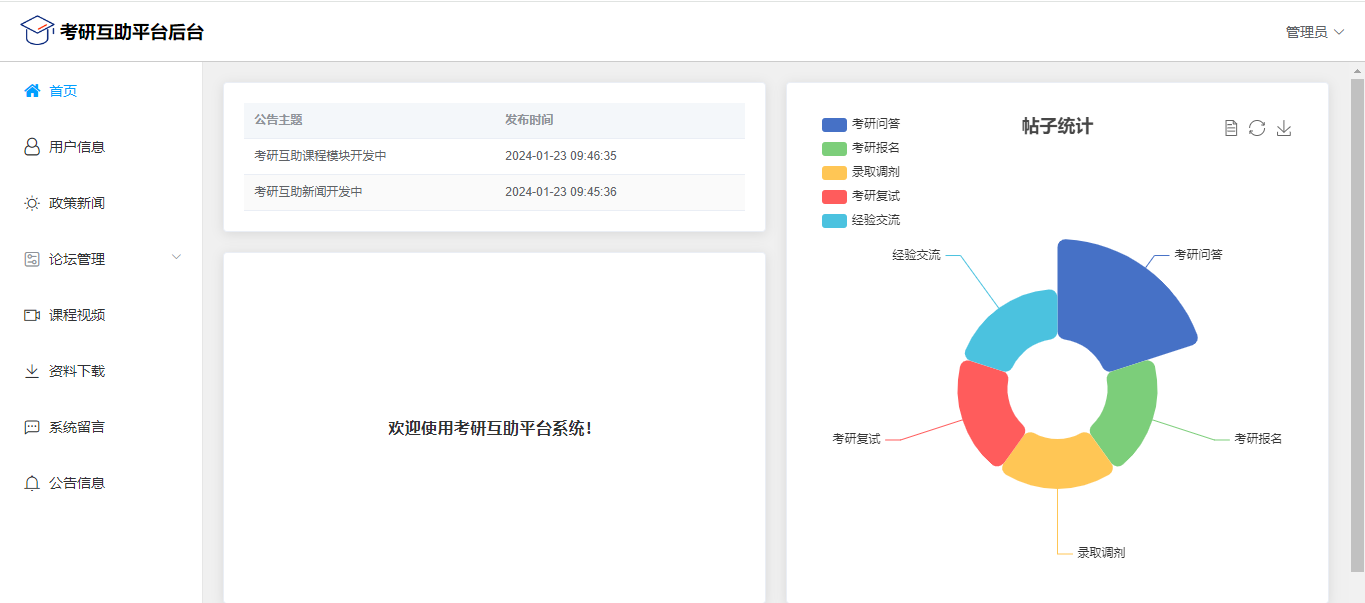 考研互助平台后台
管理员
首页
用户信息
政策新闻
论坛管理
课程视频
资料下载
系统留言
公告信息
公告主题 发布时间
考研互助课程模块开发中 2024-01-23 09:46:35
考研互助新闻开发中 2024-01-23 09:45:36
欢迎使用考研互助平台系统！
帖子统计
考研问答
考研报名
录取调剂
考研复试
经验交流
经验交流
考研问答
考研复试
考研报名
录取调剂